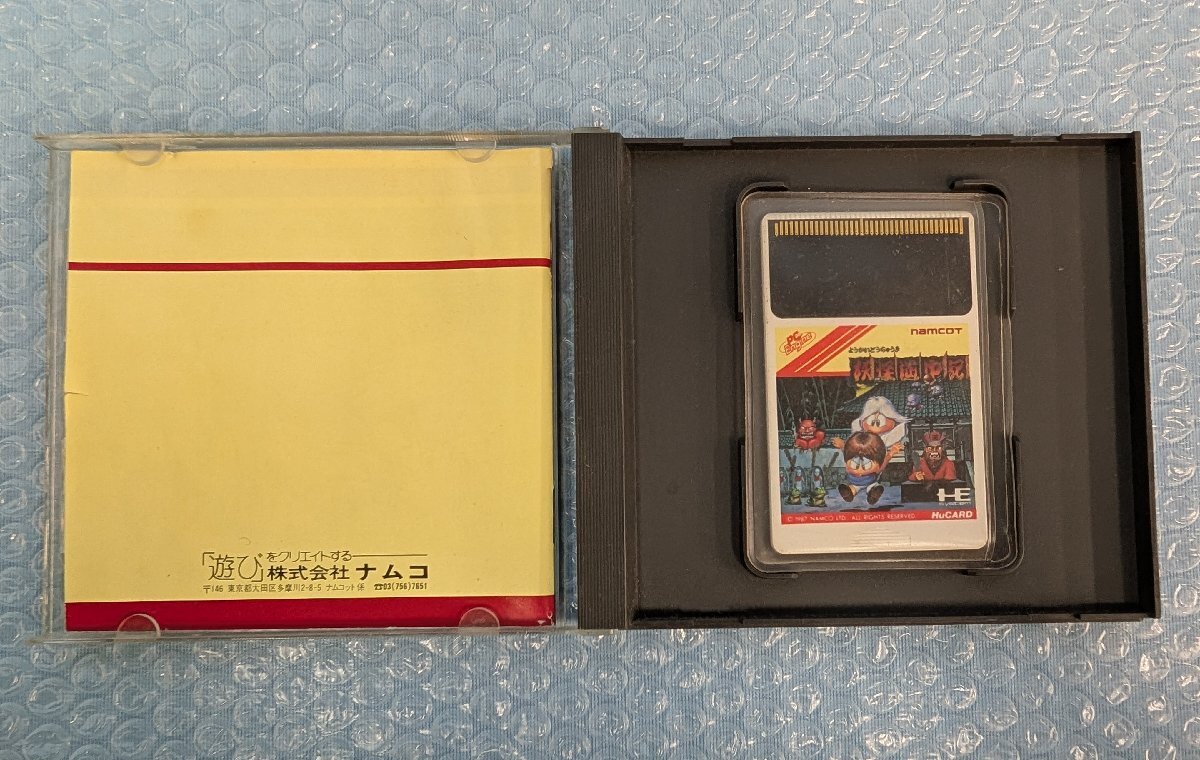 「遊び」をクリエイトする
株式会社 ナムコ
〒146 東京都大田区多摩川2-8-5 ナムコット係 ☎03(756)7651
PC Engine
namcot
ようかいどうちゅうき
妖怪道中記
HE
SYSTEM
© 1987 NAMCO LTD. ALL RIGHTS RESERVED
HuCARD